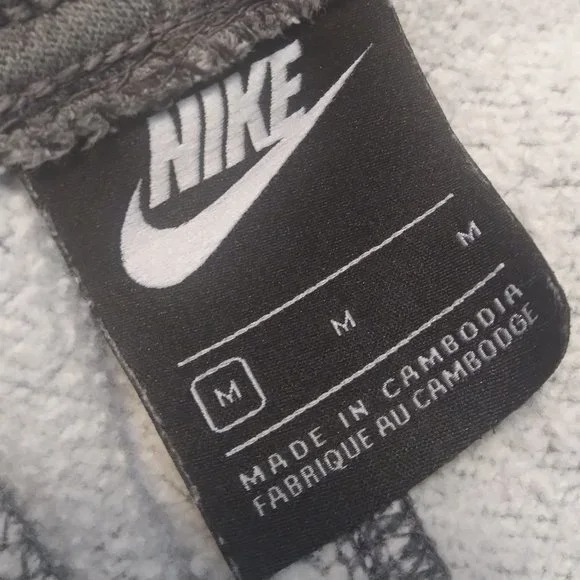 NIKE
M M M
MADE IN CAMBODIA
FABRIQUE AU CAMBODGE